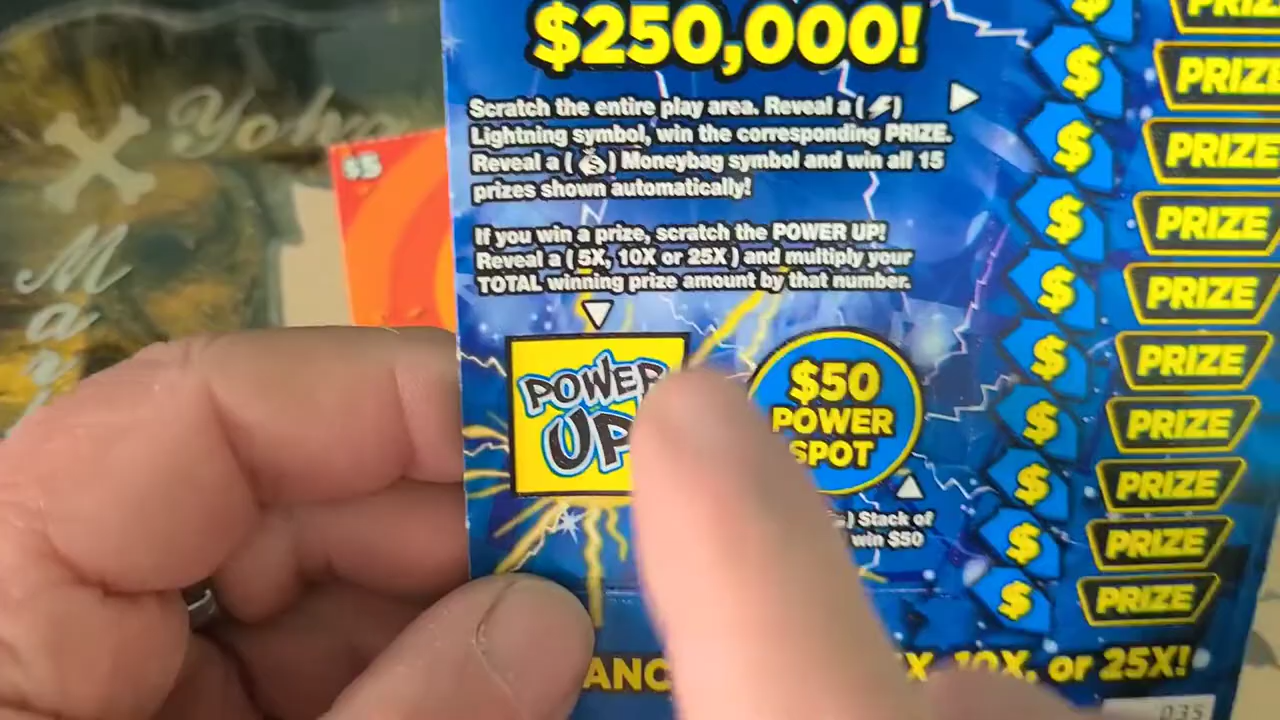 $250,000!
Scratch the entire play area. Reveal a ( )
Lightning symbol, win the corresponding PRIZE.
Reveal a ( ) Moneybag symbol and win all 15
prizes shown automatically!
If you win a prize, scratch the POWER UP!
Reveal a ( 5X, 10X or 25X ) and multiply your
TOTAL winning prize amount by that number.
POWER
UP
$50
POWER
SPOT
) Stack of
win $50
X, 10X, or 25X!
035
$ PRIZE
$ PRIZE
$ PRIZE
$ PRIZE
$ PRIZE
$ PRIZE
$ PRIZE
$ PRIZE
$ PRIZE
$ PRIZE
$5